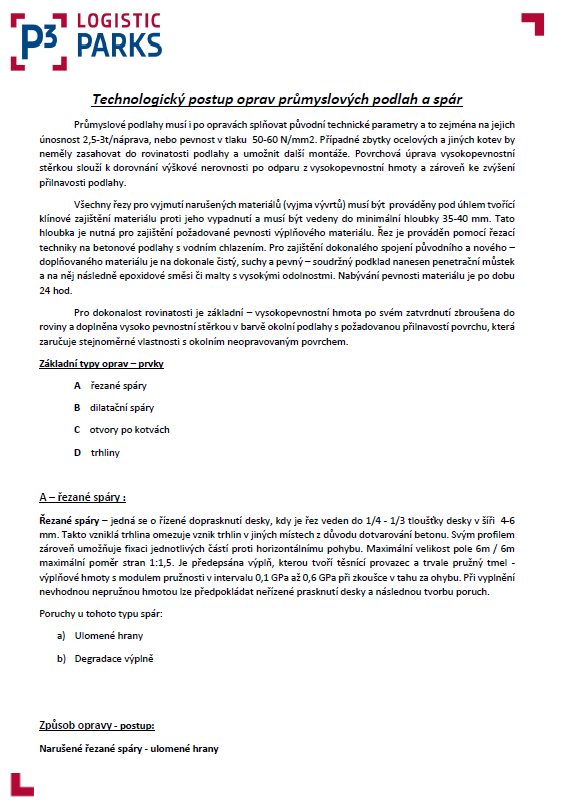 P3 LOGISTIC
PARKS
Technologický postup oprav průmyslových podlah a spár
Průmyslové podlahy musí i po opravách splňovat původní technické parametry a to zejména na jejich
únosnost 2,5-3t/náprava, nebo pevnost v tlaku 50-60 N/mm2. Případné zbytky ocelových a jiných kotev by
neměly zasahovat do rovinatosti podlahy a umožnit další montáže. Povrchová úprava vysokopevnostní
stěrkou slouží k dorovnání výškové nerovnosti po odparu z vysokopevnostní hmoty a zároveň ke zvýšení
přilnavosti podlahy.
Všechny řezy pro vyjmutí narušených materiálů (vyjma vývrtů) musí být prováděny pod úhlem tvořící
klínové zajištění materiálu proti jeho vypadnutí a musí být vedeny do minimální hloubky 35-40 mm. Tato
hloubka je nutná pro zajištění požadované pevnosti výplňového materiálu. Řez je prováděn pomocí řezací
techniky na betonové podlahy s vodním chlazením. Pro zajištění dokonalého spojení původního a nového –
doplňovaného materiálu je na dokonale čistý, suchy a pevný – soudržný podklad nanesen penetrační můstek
a na něj následně epoxidové směsi či malty s vysokými odolnostmi. Nabývání pevnosti materiálu je po dobu
24 hod.
Pro dokonalost rovinatosti je základní – vysokopevnostní hmota po svém zatvrdnutí zbroušena do
roviny a doplněna vysoko pevnostní stěrkou v barvě okolní podlahy s požadovanou přilnavostí povrchu, která
zaručuje stejnoměrné vlastnosti s okolním neopravovaným povrchem.
Základní typy oprav – prvky
A řezané spáry
B dilatační spáry
C otvory po kotvách
D trhliny
A – řezané spáry :
Řezané spáry – jedná se o řízené doprasknutí desky, kdy je řez veden do 1/4 - 1/3 tloušťky desky v šíři 4-6
mm. Takto vzniklá trhlina omezuje vznik trhlin v jiných místech z důvodu dotvarování betonu. Svým profilem
zároveň umožňuje fixaci jednotlivých částí proti horizontálnímu pohybu. Maximální velikost pole 6m / 6m
maximální poměr stran 1:1,5. Je předepsána výplň, kterou tvoří těsnící provazec a trvale pružný tmel -
výplňové hmoty s modulem pružnosti v intervalu 0,1 GPa až 0,6 GPa při zkoušce v tahu za ohybu. Při vyplnění
nevhodnou nepružnou hmotou lze předpokládat neřízené prasknutí desky a následnou tvorbu poruch.
Poruchy u tohoto typu spár:
a) Ulomené hrany
b) Degradace výplně
Způsob opravy - postup:
Narušené řezané spáry - ulomené hrany